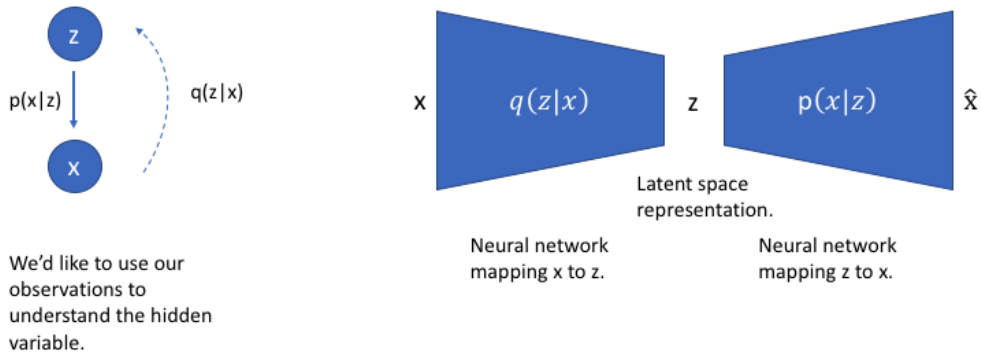 z
p(x|z)
q(z|x)
x
We'd like to use our
observations to
understand the hidden
variable.
x
q(z|x)
z
p(x|z)
x̂
Latent space
representation.
Neural network
mapping x to z.
Neural network
mapping z to x.